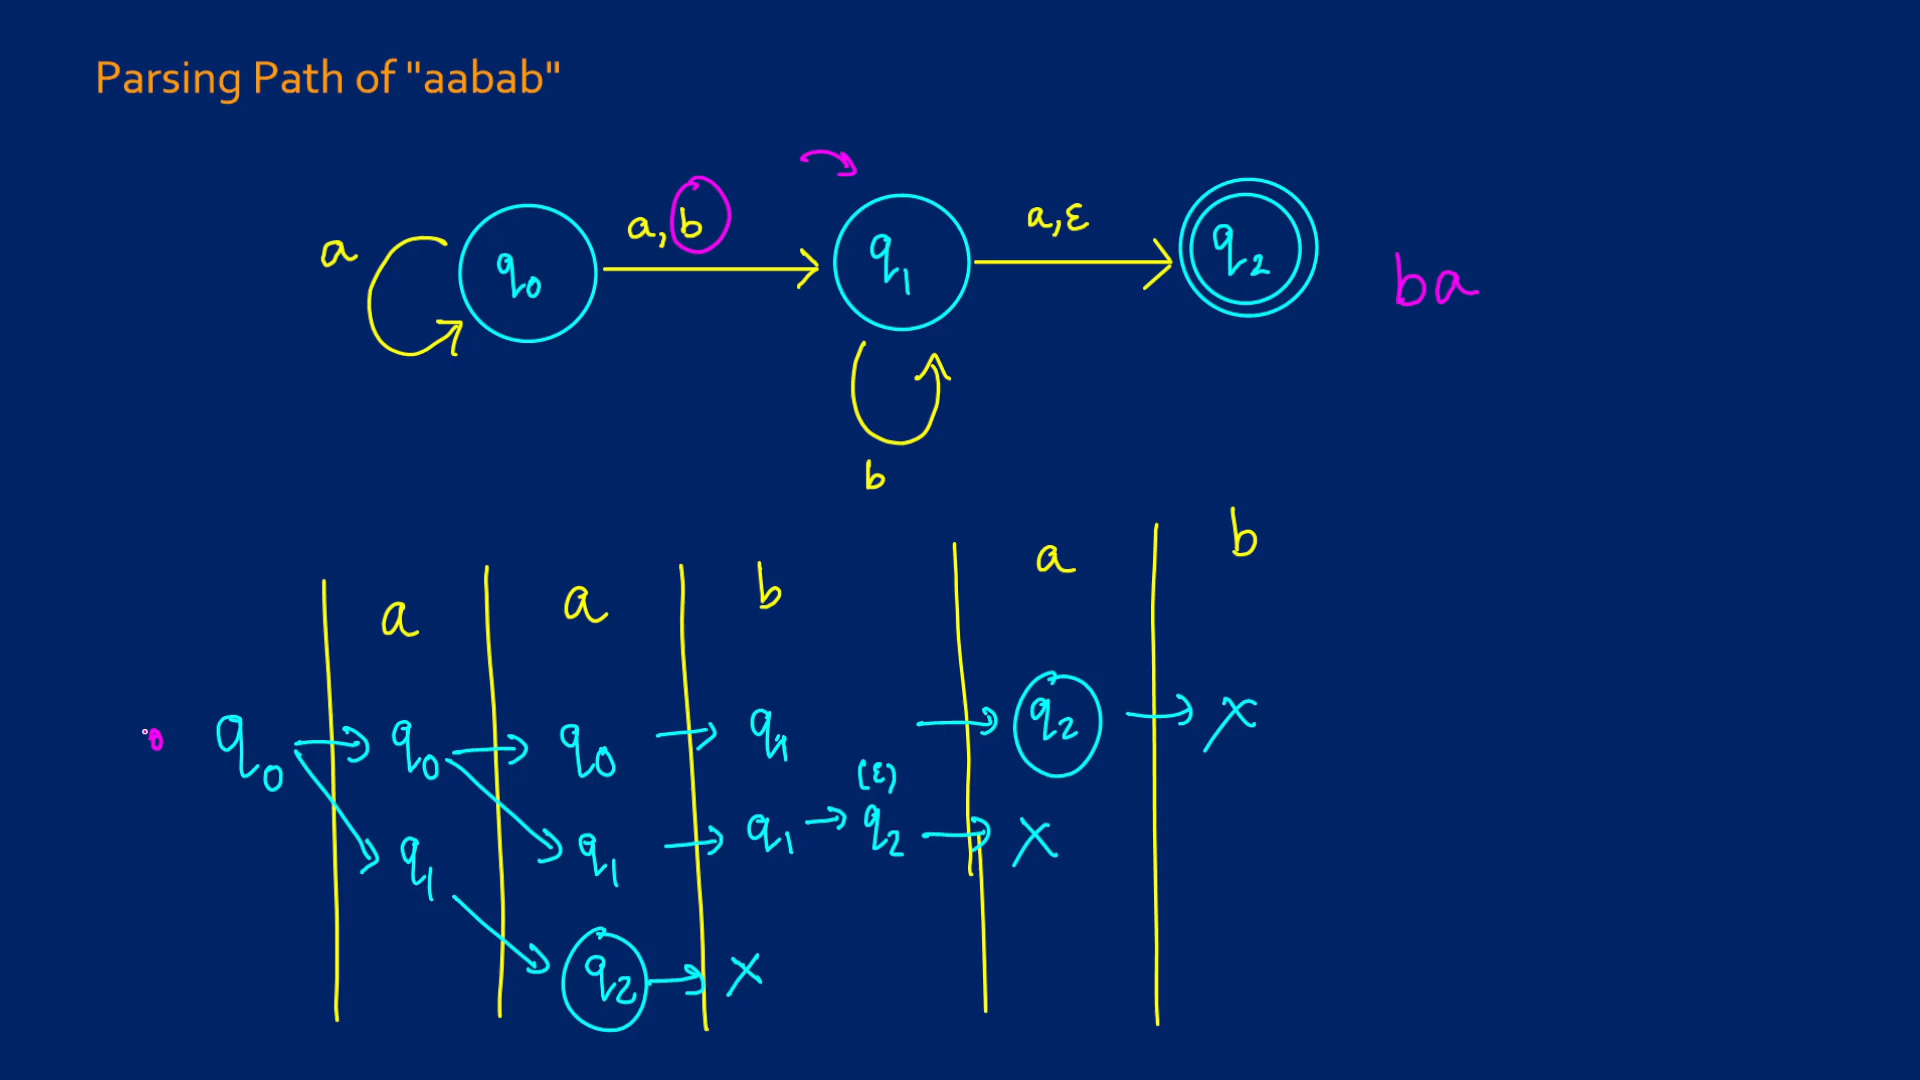 Parsing Path of "aabab"
a
a, b
a, ε
q0
q1
q2
ba
b
a
a
b
a
b
q0
q0
q0
q1
q2
x
(ε)
q1
q1
q1
q2
x
q2
x